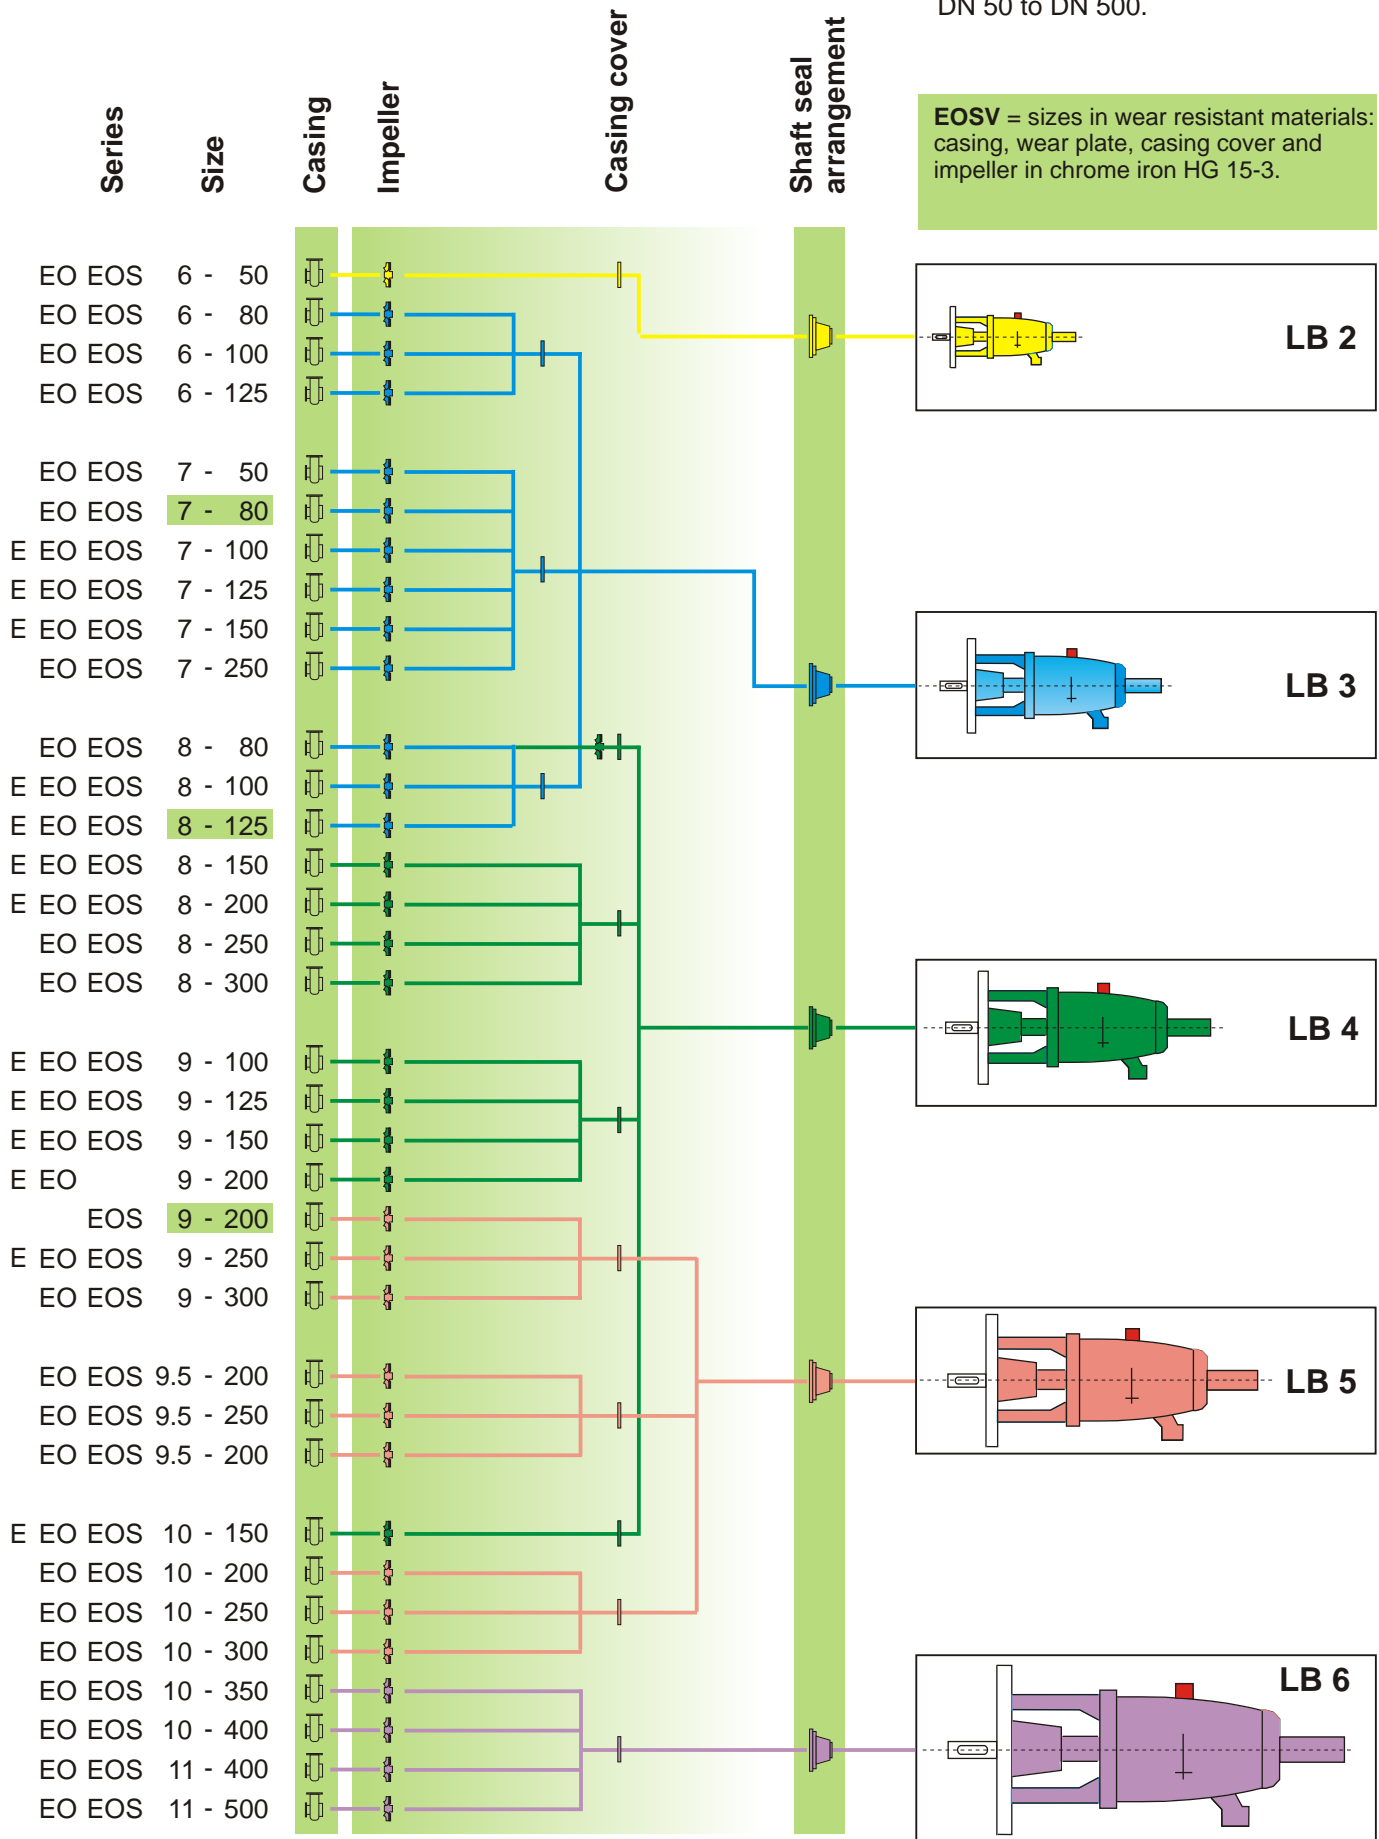 DN 50 to DN 500.
Series
Size
Casing
Impeller
Casing cover
Shaft seal
arrangement
EOSV = sizes in wear resistant materials:
casing, wear plate, casing cover and
impeller in chrome iron HG 15-3.
EO EOS 6 - 50
EO EOS 6 - 80
EO EOS 6 - 100
EO EOS 6 - 125
LB 2
EO EOS 7 - 50
EO EOS 7 - 80
E EO EOS 7 - 100
E EO EOS 7 - 125
E EO EOS 7 - 150
EO EOS 7 - 250
LB 3
EO EOS 8 - 80
E EO EOS 8 - 100
E EO EOS 8 - 125
E EO EOS 8 - 150
E EO EOS 8 - 200
EO EOS 8 - 250
EO EOS 8 - 300
LB 4
E EO EOS 9 - 100
E EO EOS 9 - 125
E EO EOS 9 - 150
E EO 9 - 200
EOS 9 - 200
E EO EOS 9 - 250
EO EOS 9 - 300
EO EOS 9.5 - 200
LB 5
EO EOS 9.5 - 250
EO EOS 9.5 - 200
E EO EOS 10 - 150
EO EOS 10 - 200
EO EOS 10 - 250
EO EOS 10 - 300
LB 6
EO EOS 10 - 350
EO EOS 10 - 400
EO EOS 11 - 400
EO EOS 11 - 500